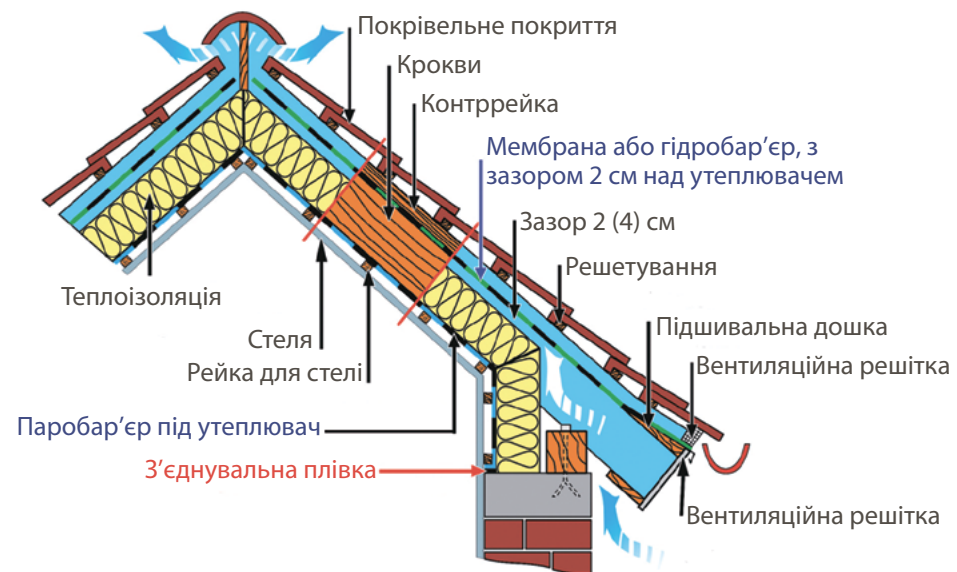 Покрівельне покриття
Крокви
Контррейка
Мембрана або гідробар’єр, з
зазором 2 см над утеплювачем
Зазор 2 (4) см
Решетування
Теплоізоляція
Підшивальна дошка
Стеля
Вентиляційна решітка
Рейка для стелі
Паробар’єр під утеплювач
З’єднувальна плівка
Вентиляційна решітка